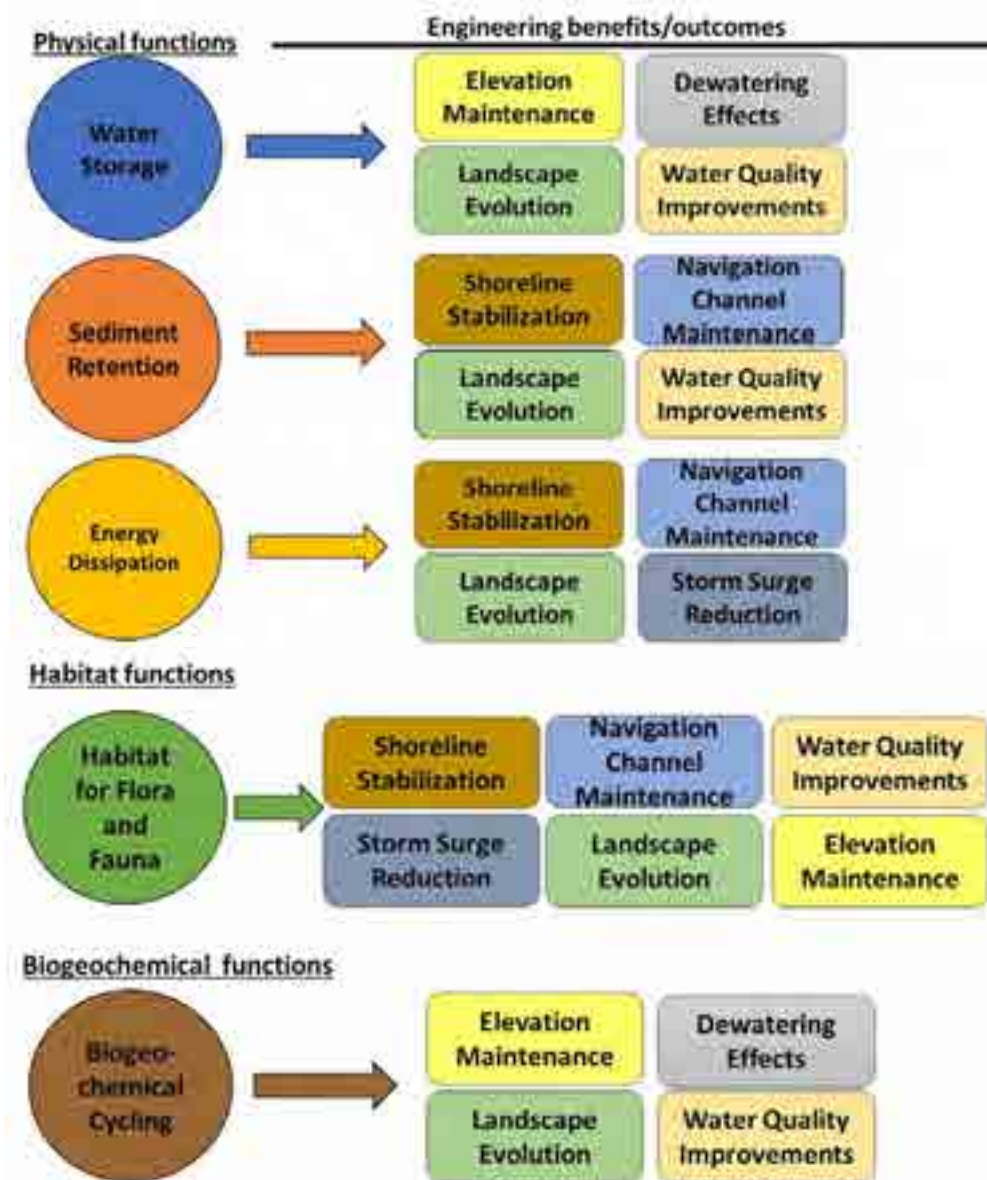 Physical functions
Engineering benefits/outcomes
Water
Storage
Elevation
Maintenance
Dewatering
Effects
Landscape
Evolution
Water Quality
Improvements
Sediment
Retention
Shoreline
Stabilization
Navigation
Channel
Maintenance
Landscape
Evolution
Water Quality
Improvements
Energy
Dissipation
Shoreline
Stabilization
Navigation
Channel
Maintenance
Landscape
Evolution
Storm Surge
Reduction
Habitat functions
Habitat
for Flora
and
Fauna
Shoreline
Stabilization
Navigation
Channel
Maintenance
Water Quality
Improvements
Storm Surge
Reduction
Landscape
Evolution
Elevation
Maintenance
Biogeochemical functions
Biogeo-
chemical
Cycling
Elevation
Maintenance
Dewatering
Effects
Landscape
Evolution
Water Quality
Improvements